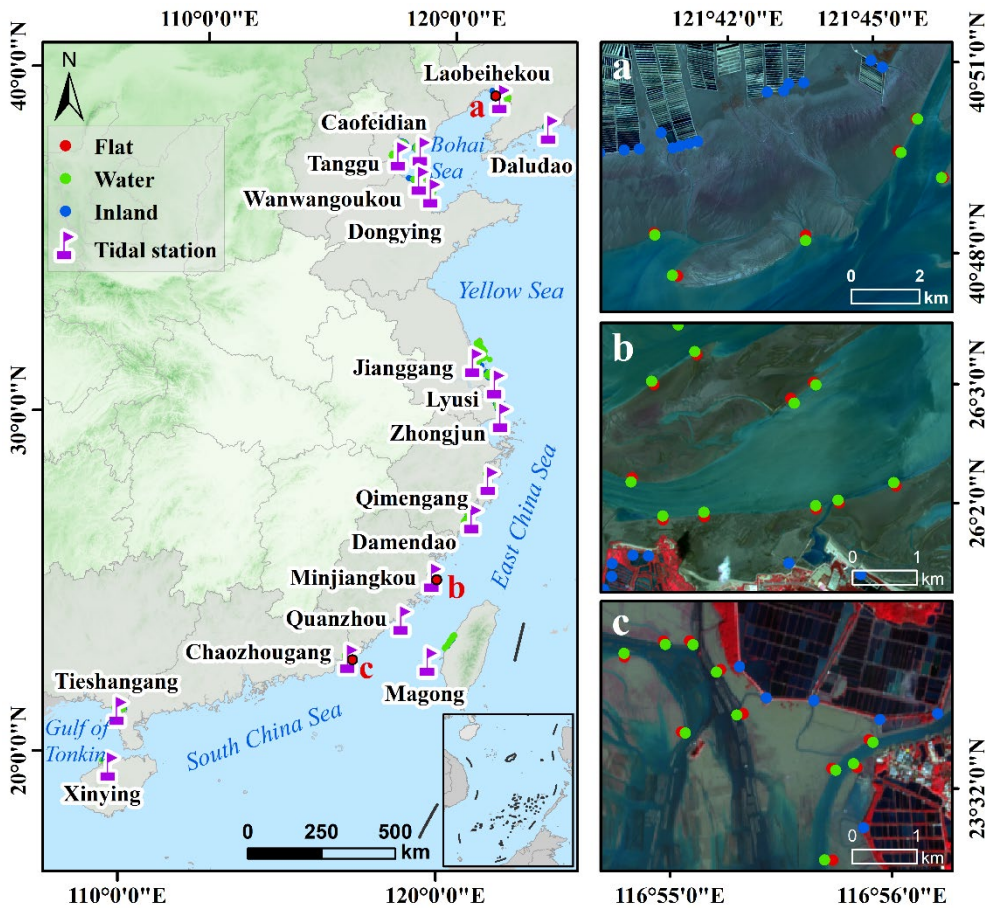 110°0'0"E
120°0'0"E
121°42'0"E
121°45'0"E
40°0'0"N
30°0'0"N
20°0'0"N
N
Flat
Water
Inland
Tidal station
Laobeihekou
a
Caofeidian
Bohai
Sea
Tanggu
Daludao
Wanwangoukou
Dongying
Yellow Sea
Jianggang
Lyusi
Zhongjun
Qimengang
Damendao
East China Sea
Minjiangkou
b
Quanzhou
Chaozhougang
c
Magong
Tieshangang
Gulf of
Tonkin
South China Sea
Xinying
0 250 500
km
110°0'0"E
120°0'0"E
a
40°51'0"N
40°48'0"N
0 2
km
b
26°3'0"N
26°2'0"N
0 1
km
c
23°32'0"N
0 1
km
116°55'0"E
116°56'0"E